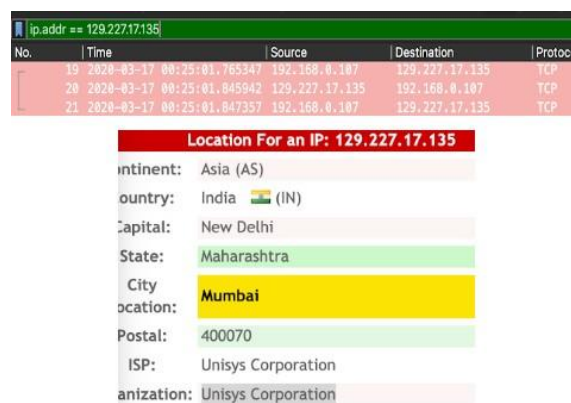 ip.addr == 129.227.17.135
No. Time Source Destination Protoc
19 2020-03-17 00:25:01.765347 192.168.0.107 129.227.17.135 TCP
20 2020-03-17 00:25:01.845942 129.227.17.135 192.168.0.107 TCP
21 2020-03-17 00:25:01.847357 192.168.0.107 129.227.17.135 TCP
Location For an IP: 129.227.17.135
ontinent: Asia (AS)
ountry: India (IN)
Capital: New Delhi
State: Maharashtra
City
ocation: Mumbai
Postal: 400070
ISP: Unisys Corporation
anization: Unisys Corporation